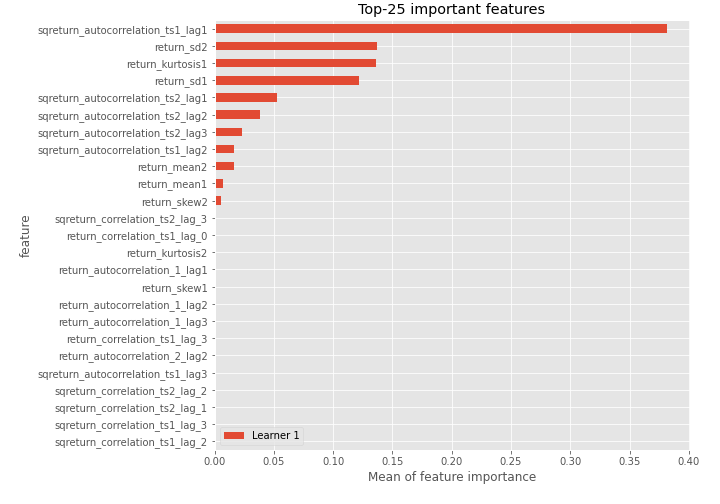 Top-25 important features
sqreturn_autocorrelation_ts1_lag1
return_sd2
return_kurtosis1
return_sd1
sqreturn_autocorrelation_ts2_lag1
sqreturn_autocorrelation_ts2_lag2
sqreturn_autocorrelation_ts2_lag3
sqreturn_autocorrelation_ts1_lag2
return_mean2
return_mean1
return_skew2
sqreturn_correlation_ts2_lag_3
return_correlation_ts1_lag_0
return_kurtosis2
return_autocorrelation_1_lag1
return_skew1
return_autocorrelation_1_lag2
return_autocorrelation_1_lag3
return_correlation_ts1_lag_3
return_autocorrelation_2_lag2
sqreturn_autocorrelation_ts1_lag3
sqreturn_correlation_ts2_lag_2
sqreturn_correlation_ts2_lag_1
sqreturn_correlation_ts1_lag_3
sqreturn_correlation_ts1_lag_2
feature
Learner 1
0.00 0.05 0.10 0.15 0.20 0.25 0.30 0.35 0.40
Mean of feature importance